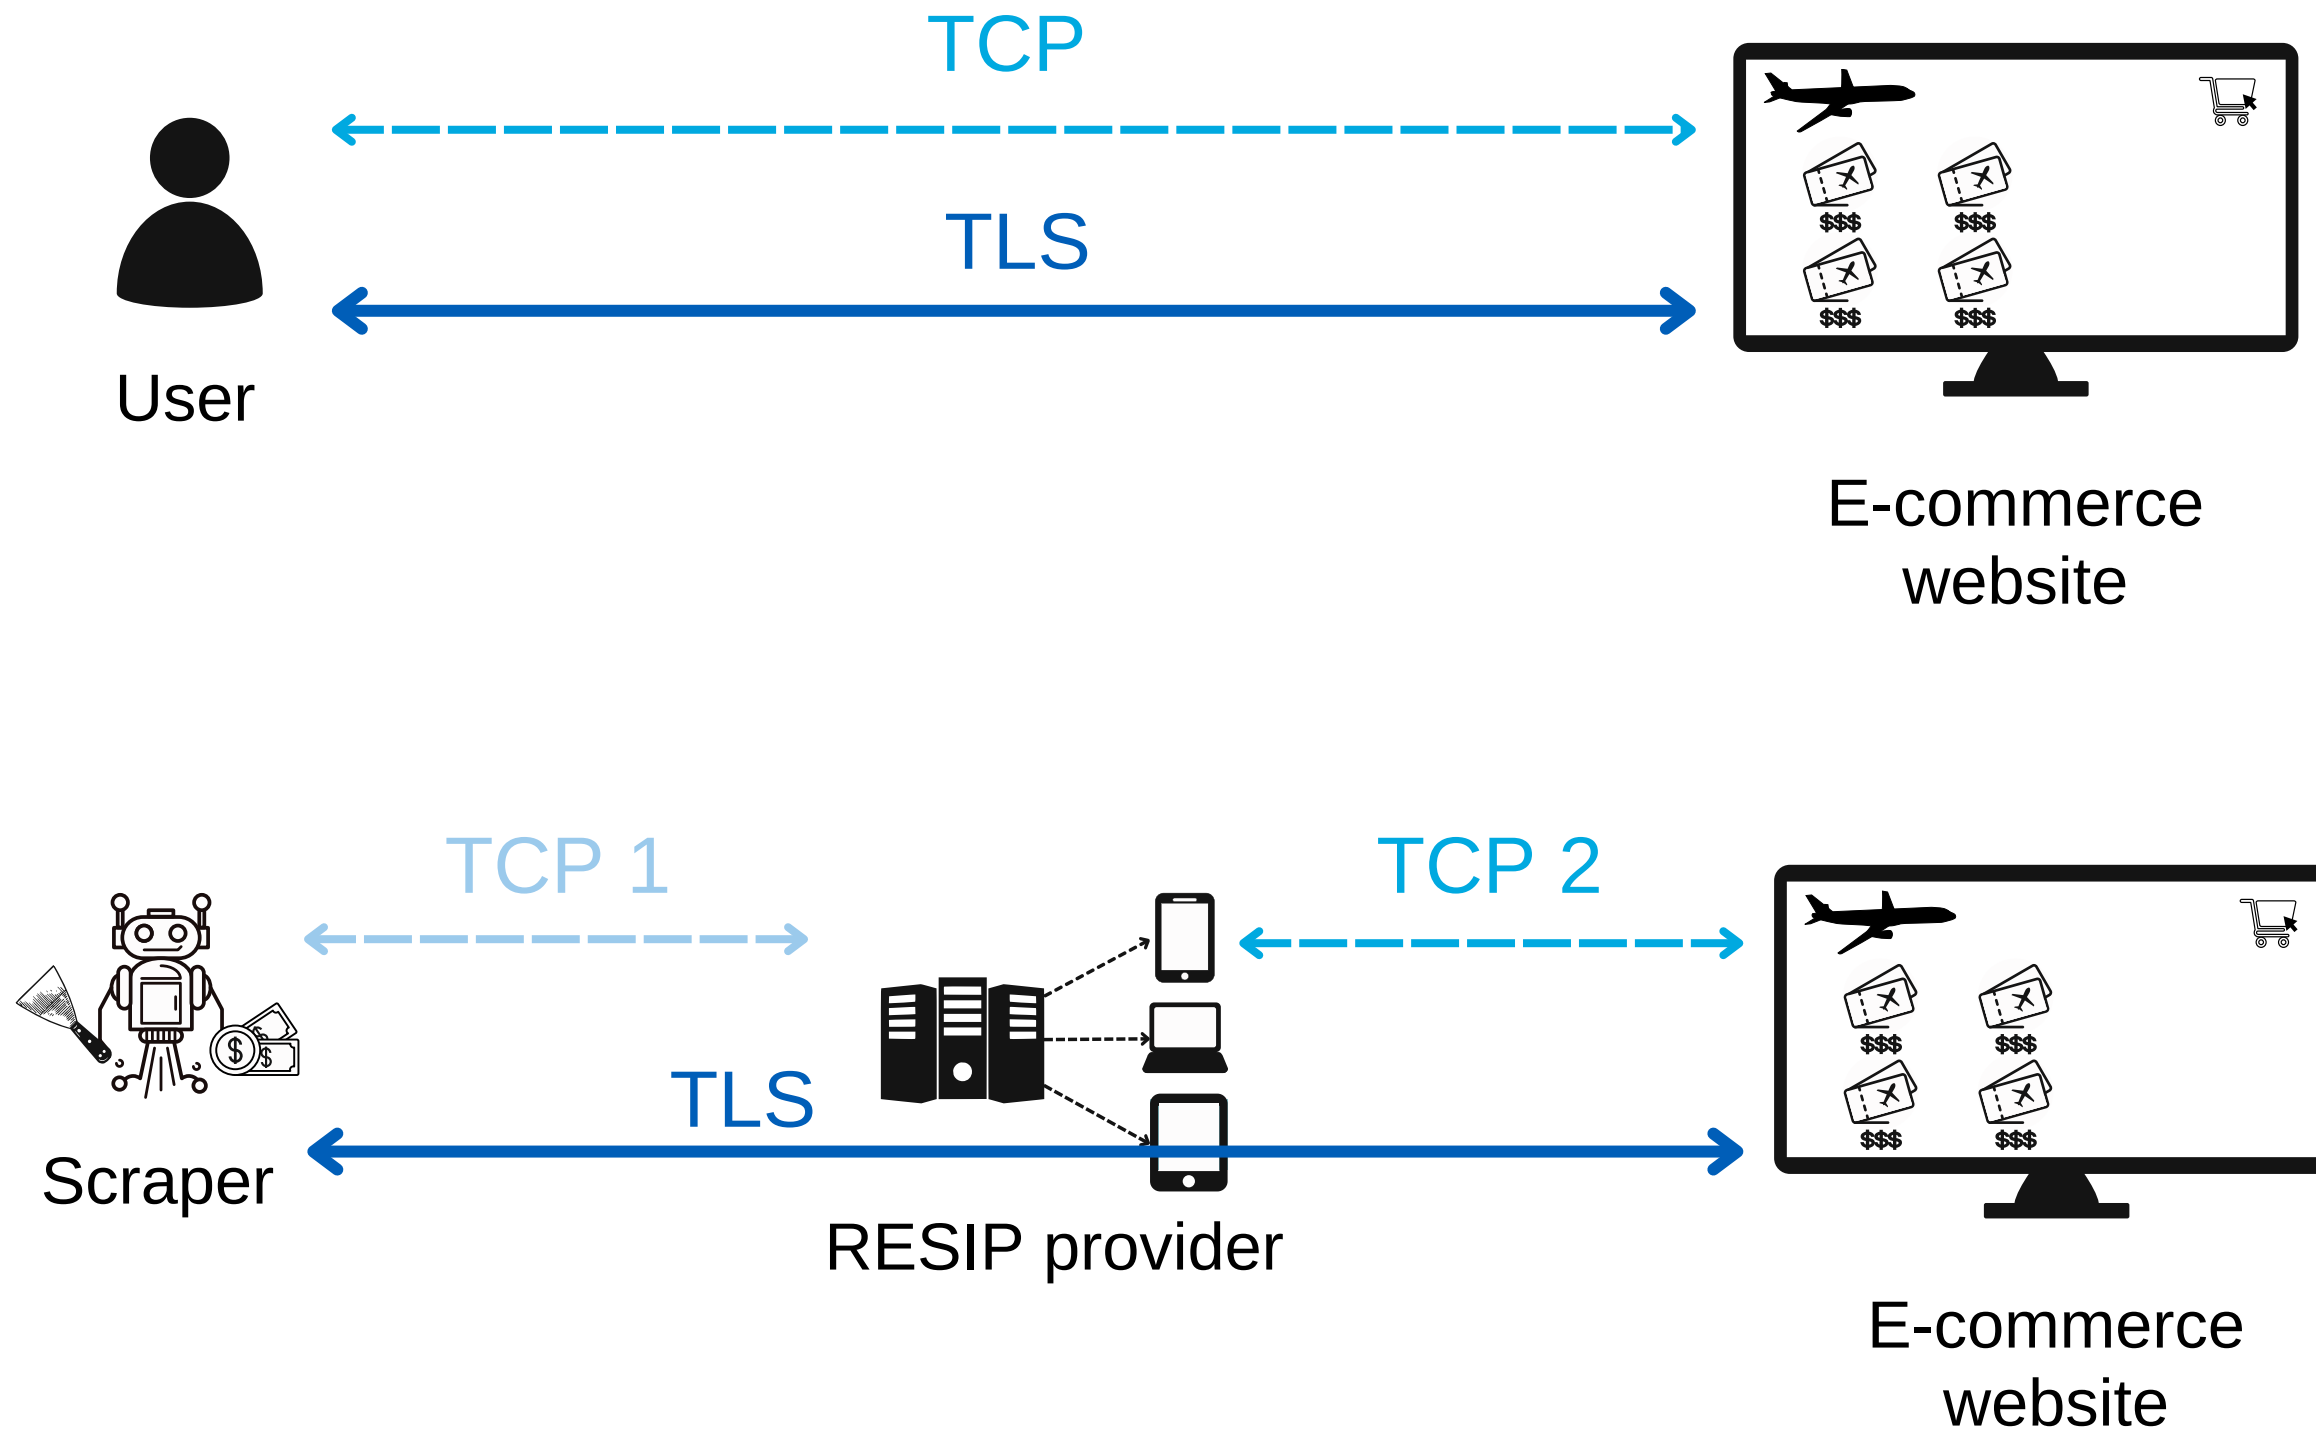 TCP
TLS
$$$ $$$
$$$ $$$
User
E-commerce
website
TCP 1
TCP 2
$
$
$
TLS
$$$ $$$
$$$ $$$
Scraper
RESIP provider
E-commerce
website